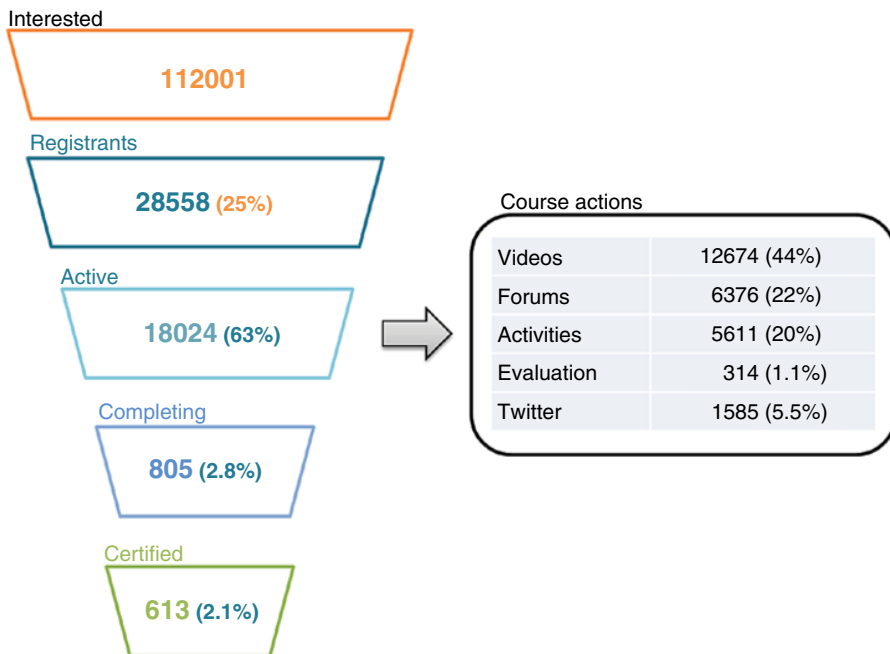 Interested
112001
Registrants
28558 (25%)
Active
18024 (63%)
Completing
805 (2.8%)
Certified
613 (2.1%)
Course actions
Videos 12674 (44%)
Forums 6376 (22%)
Activities 5611 (20%)
Evaluation 314 (1.1%)
Twitter 1585 (5.5%)